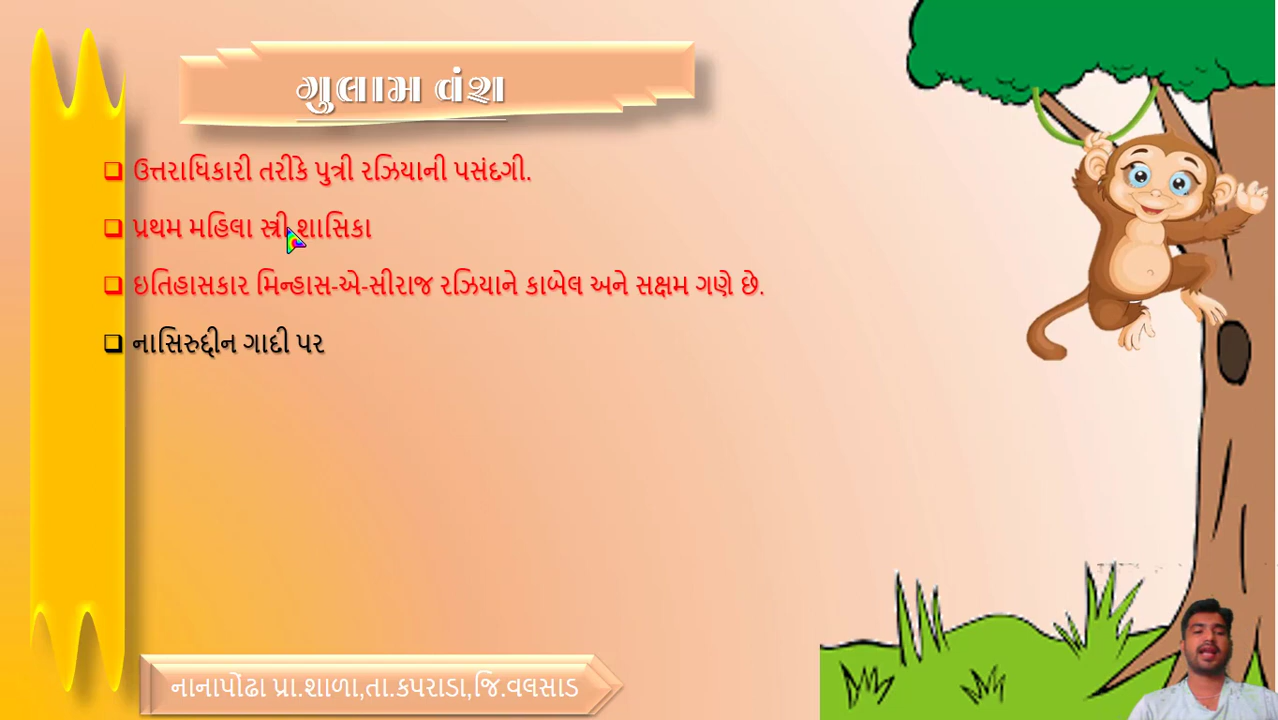 ગુલામ વંશ
ઉત્તરાધિકારી તરીકે પુત્રી રઝિયાની પસંદગી.
પ્રથમ મહિલા સ્ત્રી શાસિકા
ઇતિહાસકાર મિન્હાસ-એ-સીરાજ રઝિયાને કાબેલ અને સક્ષમ ગણે છે.
નાસિરુદ્દીન ગાદી પર
નાનાપોંઢા પ્રા.શાળા,તા.કપરાડા,જિ.વલસાડ